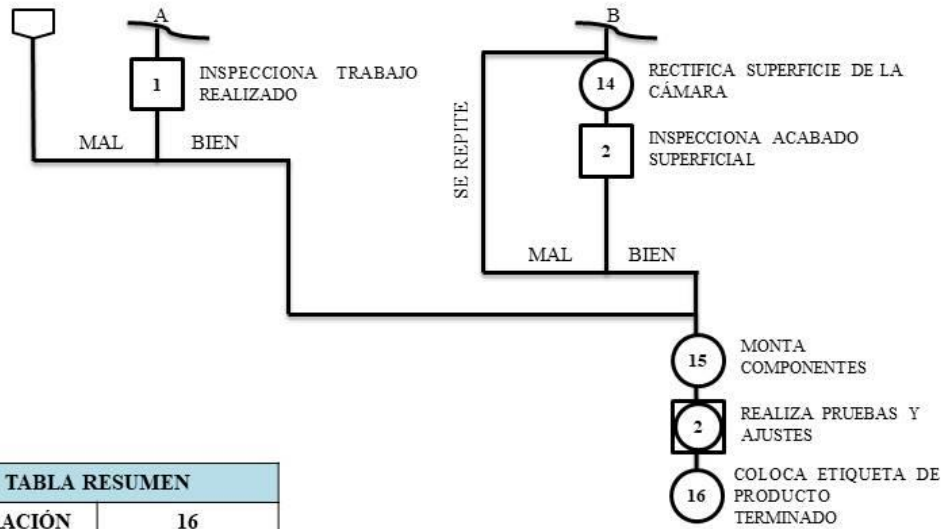 A
B
1
INSPECCIONA TRABAJO
REALIZADO
14
RECTIFICA SUPERFICIE DE LA
CÁMARA
SE REPITE
2
INSPECCIONA ACABADO
SUPERFICIAL
MAL
BIEN
MAL
BIEN
15
MONTA
COMPONENTES
2
REALIZA PRUEBAS Y
AJUSTES
16
COLOCA ETIQUETA DE
PRODUCTO
TERMINADO
TABLA RESUMEN
ACIÓN 16